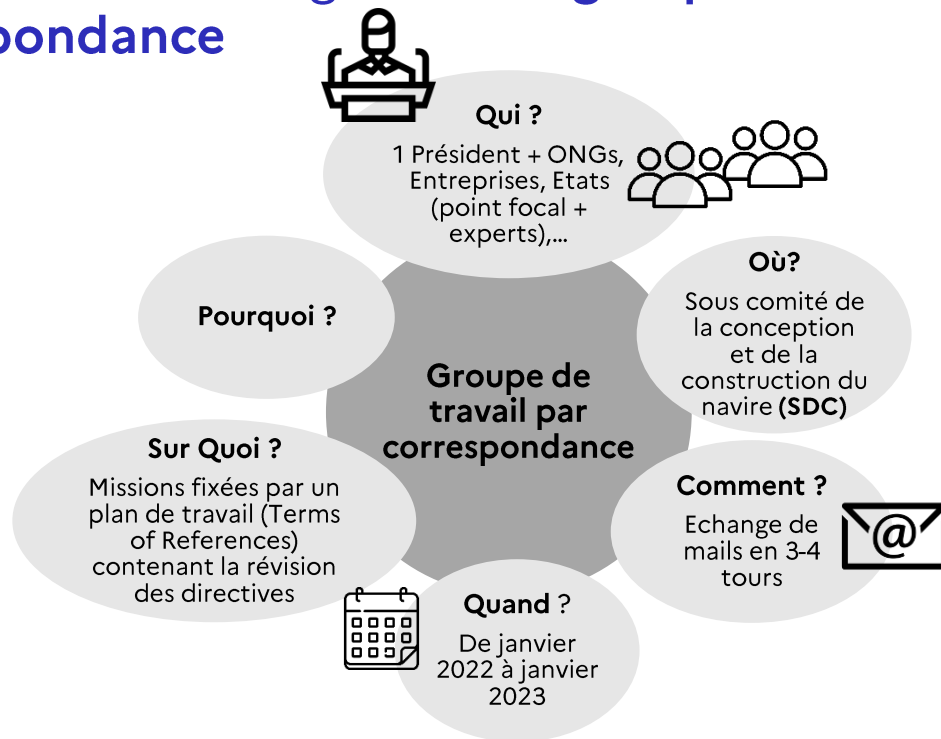 pondance
Qui ?
1 Président + ONGs,
Entreprises, Etats
(point focal +
experts),...
Où?
Sous comité de
la conception
et de la
construction du
navire (SDC)
Pourquoi ?
Groupe de
travail par
correspondance
Sur Quoi ?
Missions fixées par un
plan de travail (Terms
of References)
contenant la révision
des directives
Comment ?
Echange de
mails en 3-4
tours
@
Quand ?
De janvier
2022 à janvier
2023